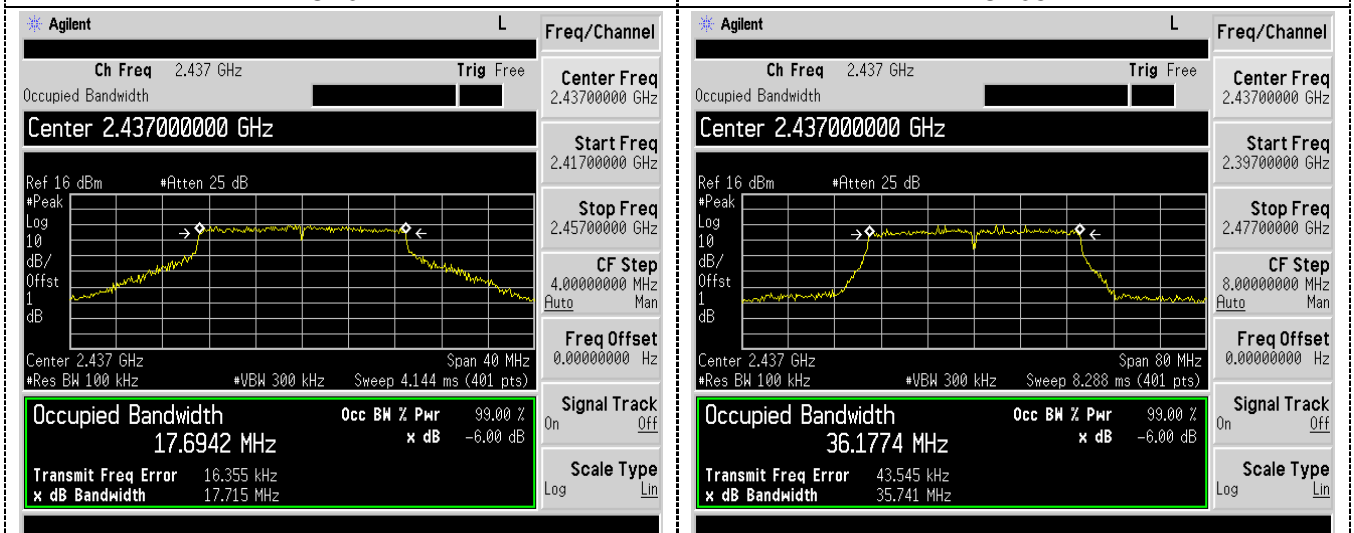 Agilent L
Freq/Channel
Ch Freq 2.437 GHz Trig Free
Occupied Bandwidth
Center 2.437000000 GHz
Ref 16 dBm #Atten 25 dB
#Peak
Log
10
dB/
Offst
1
dB
Center 2.437 GHz Span 40 MHz
#Res BW 100 kHz #VBW 300 kHz Sweep 4.144 ms (401 pts)
Occupied Bandwidth
17.6942 MHz
Occ BW % Pwr 99.00 %
x dB -6.00 dB
Transmit Freq Error 16.355 kHz
x dB Bandwidth 17.715 MHz
Center Freq
2.43700000 GHz
Start Freq
2.41700000 GHz
Stop Freq
2.45700000 GHz
CF Step
4.00000000 MHz
Auto Man
Freq Offset
0.00000000 Hz
Signal Track
On Off
Scale Type
Log Lin
Agilent L
Freq/Channel
Ch Freq 2.437 GHz Trig Free
Occupied Bandwidth
Center 2.437000000 GHz
Ref 16 dBm #Atten 25 dB
#Peak
Log
10
dB/
Offst
1
dB
Center 2.437 GHz Span 80 MHz
#Res BW 100 kHz #VBW 300 kHz Sweep 8.288 ms (401 pts)
Occupied Bandwidth
36.1774 MHz
Occ BW % Pwr 99.00 %
x dB -6.00 dB
Transmit Freq Error 43.545 kHz
x dB Bandwidth 35.741 MHz
Center Freq
2.43700000 GHz
Start Freq
2.39700000 GHz
Stop Freq
2.47700000 GHz
CF Step
8.00000000 MHz
Auto Man
Freq Offset
0.00000000 Hz
Signal Track
On Off
Scale Type
Log Lin